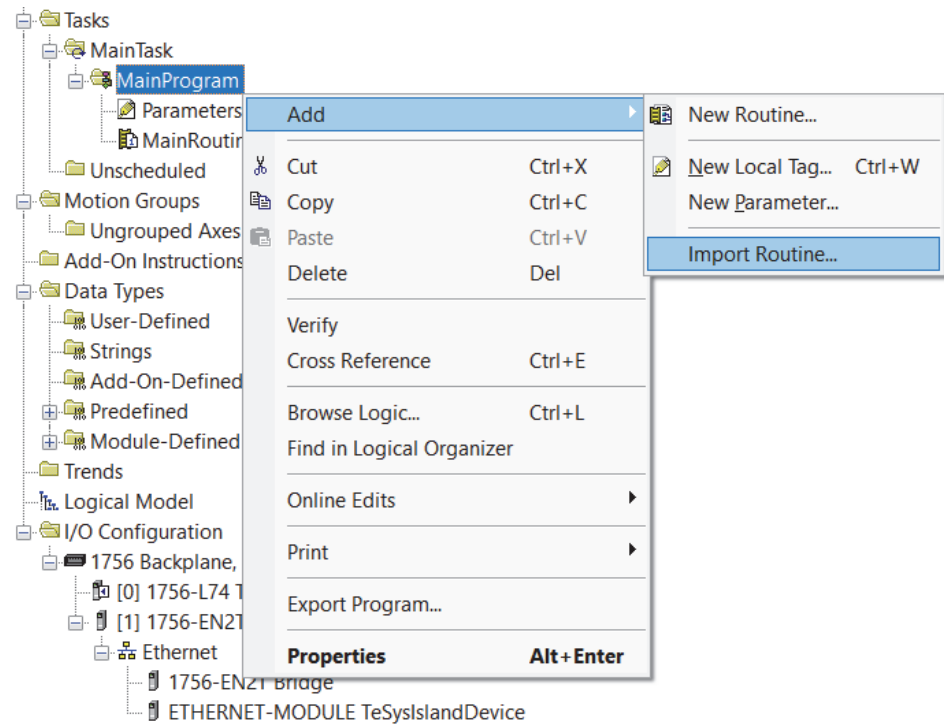 Tasks
MainTask
MainProgram
Parameters
MainRoutin
Unscheduled
Motion Groups
Ungrouped Axes
Add-On Instructions
Data Types
User-Defined
Strings
Add-On-Defined
Predefined
Module-Defined
Trends
Logical Model
I/O Configuration
1756 Backplane,
[0] 1756-L74 T
[1] 1756-EN2T
Ethernet
1756-EN2T Bridge
ETHERNET-MODULE TeSysIslandDevice
Add
Cut Ctrl+X
Copy Ctrl+C
Paste Ctrl+V
Delete Del
Verify
Cross Reference Ctrl+E
Browse Logic... Ctrl+L
Find in Logical Organizer
Online Edits
Print
Export Program...
Properties Alt+Enter
New Routine...
New Local Tag... Ctrl+W
New Parameter...
Import Routine...